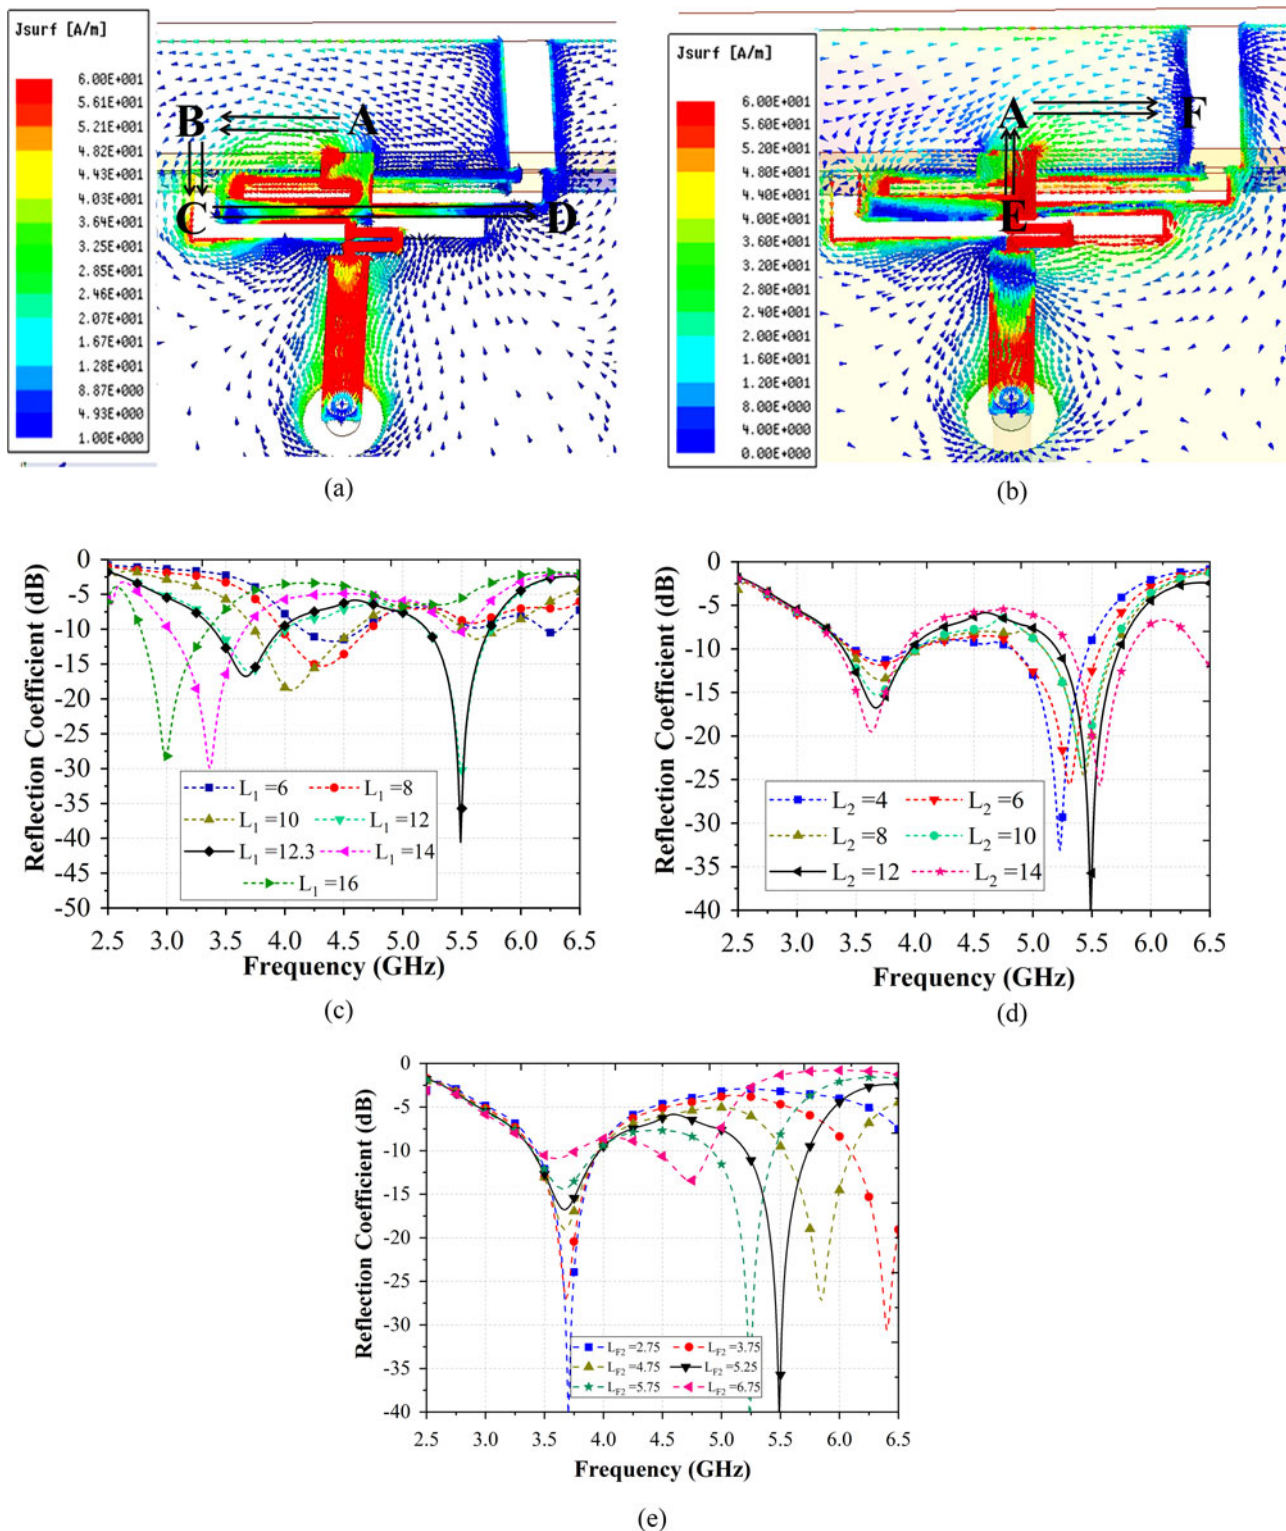 Jsurf [A/m]
6.00E+001
5.61E+001
5.21E+001
4.82E+001
4.43E+001
4.03E+001
3.64E+001
3.25E+001
2.85E+001
2.46E+001
2.07E+001
1.67E+001
1.28E+001
8.87E+000
4.93E+000
1.00E+000
B A
C D
(a)
Jsurf [A/m]
6.00E+001
5.60E+001
5.20E+001
4.80E+001
4.40E+001
4.00E+001
3.60E+001
3.20E+001
2.80E+001
2.40E+001
2.00E+001
1.60E+001
1.20E+001
8.00E+000
4.00E+000
0.00E+000
A F
E
(b)
Reflection Coefficient (dB)
0
-5
-10
-15
-20
-25
-30
-35
-40
-45
-50
L1 =6 L1 =8
L1 =10 L1 =12
L1 =12.3 L1 =14
L1 =16
2.5 3.0 3.5 4.0 4.5 5.0 5.5 6.0 6.5
Frequency (GHz)
(c)
Reflection Coefficient (dB)
0
-5
-10
-15
-20
-25
-30
-35
-40
L2 =4 L2 =6
L2 =8 L2 =10
L2 =12 L2 =14
2.5 3.0 3.5 4.0 4.5 5.0 5.5 6.0 6.5
Frequency (GHz)
(d)
Reflection Coefficient (dB)
0
-5
-10
-15
-20
-25
-30
-35
-40
LF2 =2.75 LF2 =3.75
LF2 =4.75 LF2 =5.25
LF2 =5.75 LF2 =6.75
2.5 3.0 3.5 4.0 4.5 5.0 5.5 6.0 6.5
Frequency (GHz)
(e)